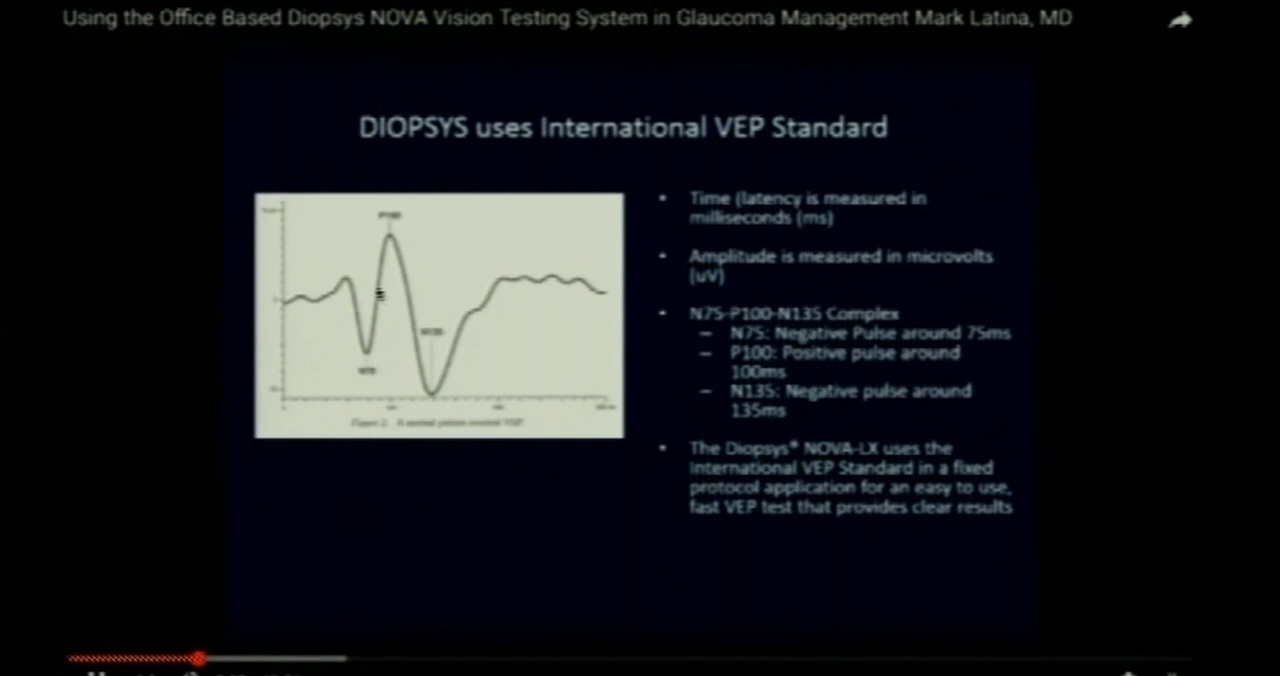 Using the Office Based Diopsys NOVA Vision Testing System in Glaucoma Management Mark Latina, MD
DIOPSYS uses International VEP Standard
P100
N75
N135
• Time (latency is measured in
milliseconds (ms)
• Amplitude is measured in microvolts
(uV)
• N75-P100-N135 Complex
– N75: Negative Pulse around 75ms
– P100: Positive pulse around
100ms
– N135: Negative pulse around
135ms
• The Diopsys® NOVA-LX uses the
International VEP Standard in a fixed
protocol application for an easy to use,
fast VEP test that provides clear results